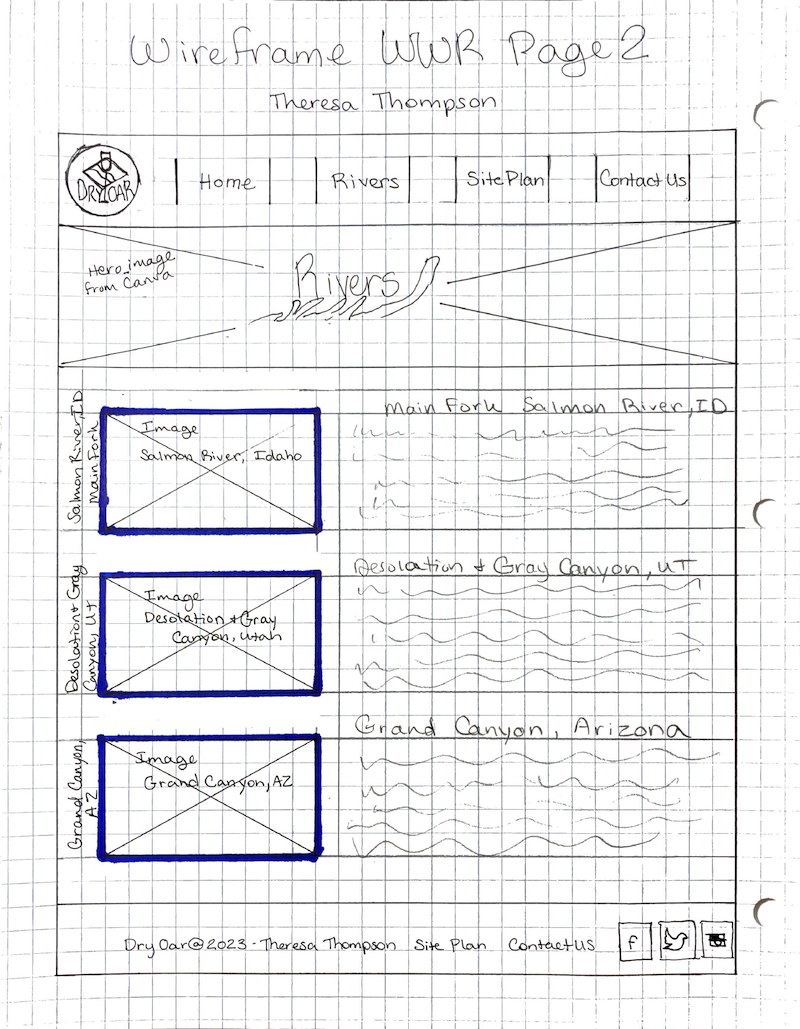 Wireframe WWR Page 2
Theresa Thompson
DRY OAR
Home
Rivers
Site Plan
Contact Us
Hero image
from Canva
Rivers
Salmon River, ID
Main Fork
Image
Salmon River, Idaho
Main Fork Salmon River, ID
Desolation & Gray
Canyon, UT
Image
Desolation & Gray
Canyon, Utah
Desolation & Gray Canyon, UT
Grand Canyon,
AZ
Image
Grand Canyon, AZ
Grand Canyon, Arizona
Dry Oar@2023 - Theresa Thompson Site Plan Contact US f